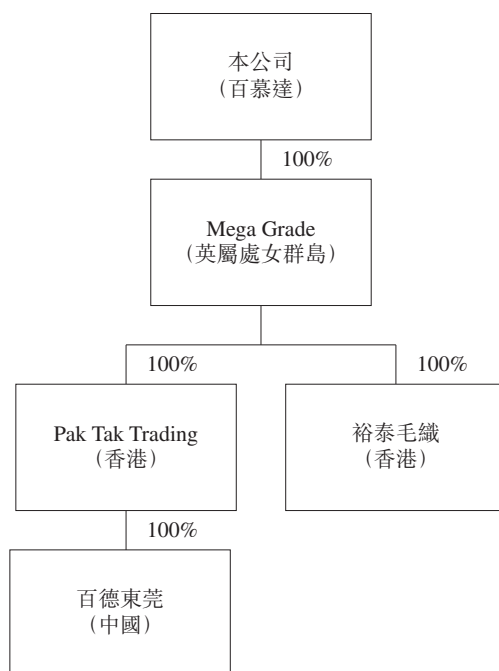 本公司
（百慕達）
100%
Mega Grade
（英屬處女群島）
100%
100%
Pak Tak Trading
（香港）
裕泰毛織
（香港）
100%
百德東莞
（中國）